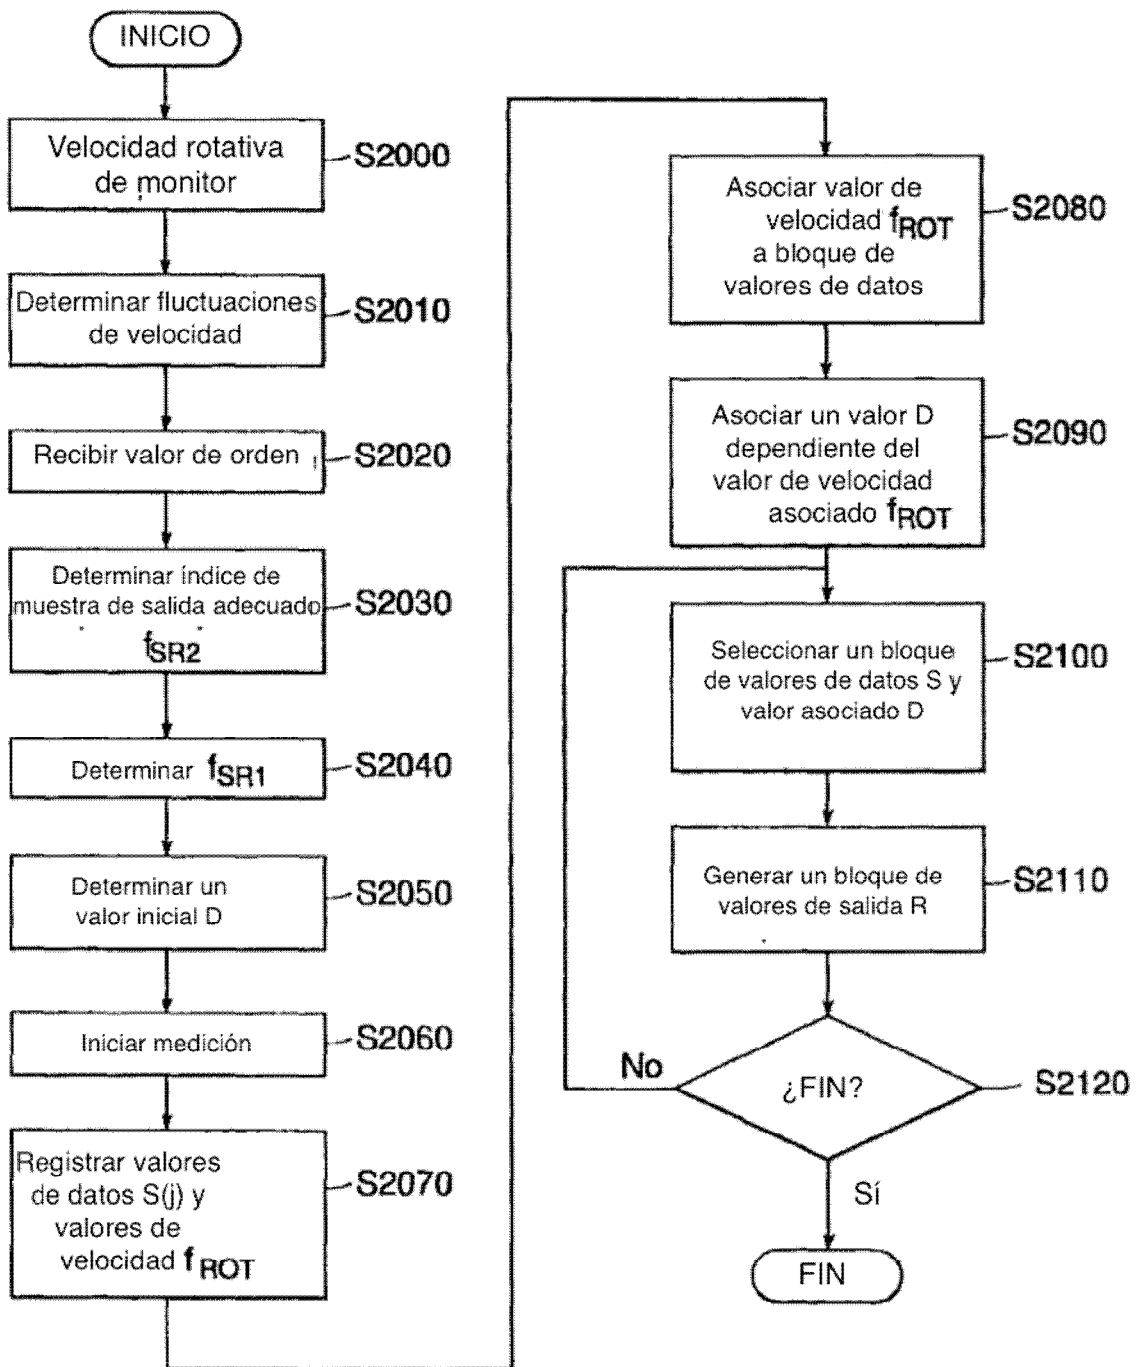 INICIO
Velocidad rotativa
de monitor
S2000
Determinar fluctuaciones
de velocidad
S2010
Recibir valor de orden
S2020
Determinar índice de
muestra de salida adecuado
fSR2
S2030
Determinar fSR1
S2040
Determinar un
valor inicial D
S2050
Iniciar medición
S2060
Registrar valores
de datos S(j) y
valores de
velocidad fROT
S2070
Asociar valor de
velocidad fROT
a bloque de
valores de datos
S2080
Asociar un valor D
dependiente del
valor de velocidad
asociado fROT
S2090
Seleccionar un bloque
de valores de datos S y
valor asociado D
S2100
Generar un bloque de
valores de salida R
S2110
¿FIN?
S2120
No
Sí
FIN